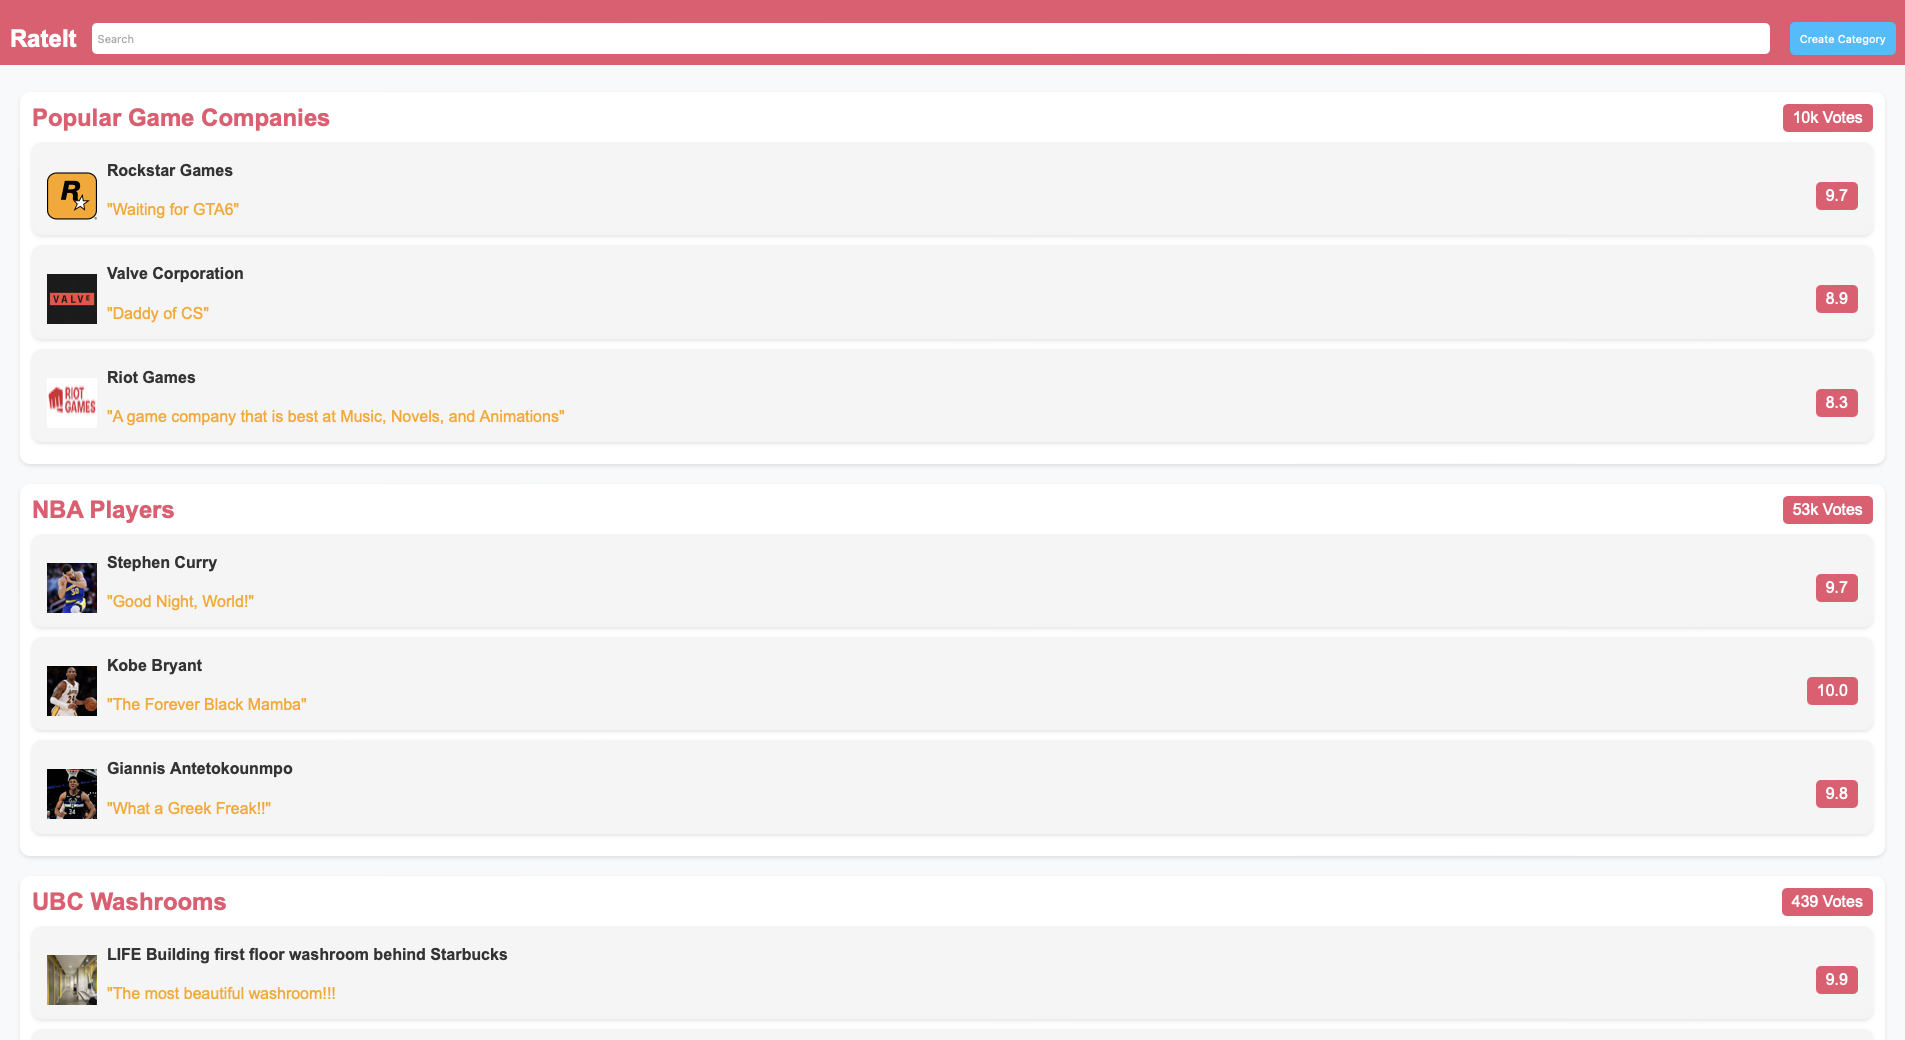 RateIt
Search
Create Category
Popular Game Companies
10k Votes
Rockstar Games
"Waiting for GTA6"
9.7
VALVE
Valve Corporation
"Daddy of CS"
8.9
RIOT
GAMES
Riot Games
"A game company that is best at Music, Novels, and Animations"
8.3
NBA Players
53k Votes
Stephen Curry
"Good Night, World!"
9.7
Kobe Bryant
"The Forever Black Mamba"
10.0
Giannis Antetokounmpo
"What a Greek Freak!!"
9.8
UBC Washrooms
439 Votes
LIFE Building first floor washroom behind Starbucks
"The most beautiful washroom!!!
9.9